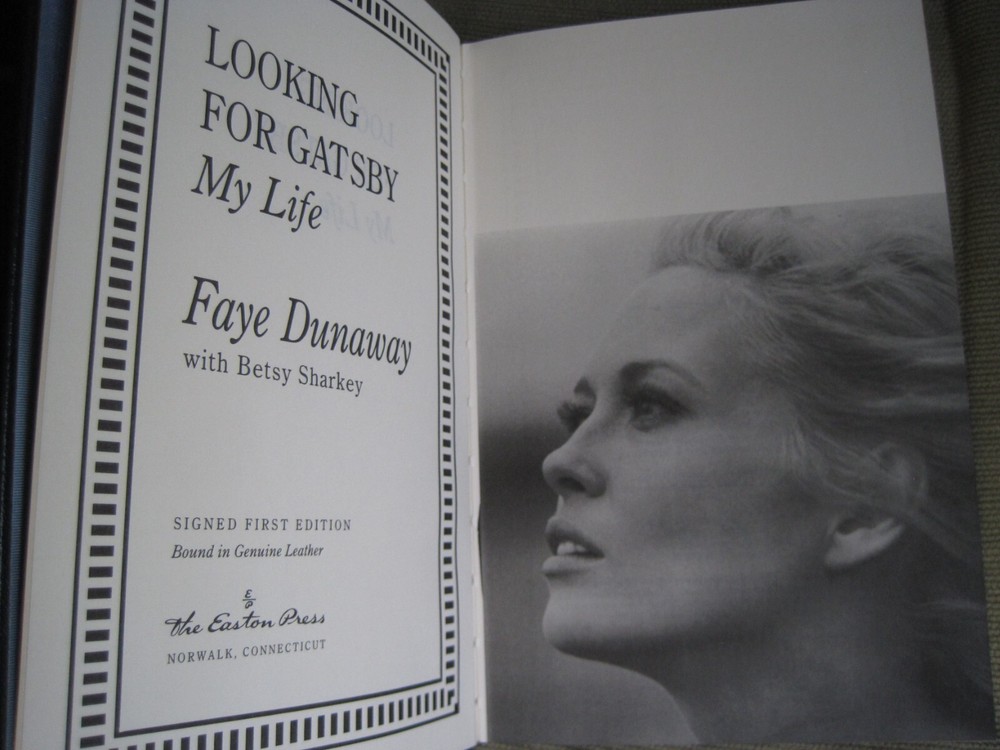 LOOKING
FOR GATSBY
My Life
Faye Dunaway
with Betsy Sharkey
SIGNED FIRST EDITION
Bound in Genuine Leather
The Easton Press
NORWALK, CONNECTICUT